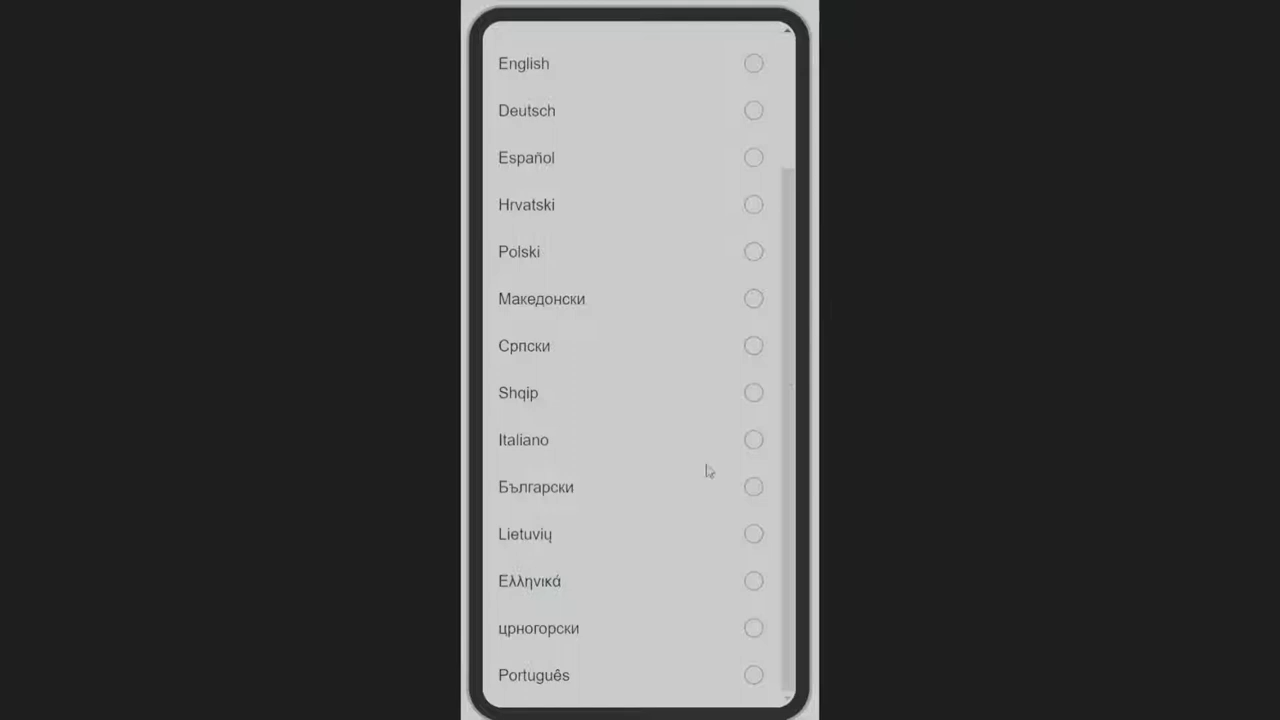 English
Deutsch
Español
Hrvatski
Polski
Македонски
Српски
Shqip
Italiano
Български
Lietuvių
Ελληνικά
црногорски
Português